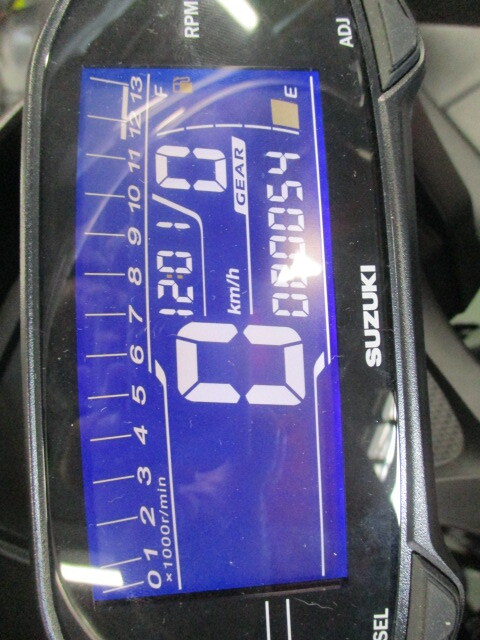 RPM
ADJ
0 1 2 3 4 5 6 7 8 9 10 11 12 13
×1000r/min
12:01
0
F
0
km/h
GEAR
E
000054
SUZUKI
SEL